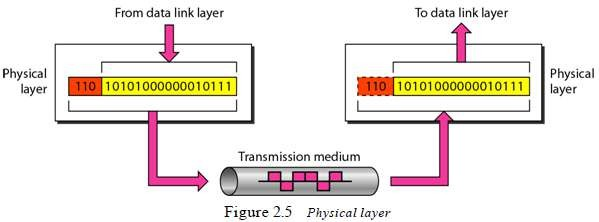 From data link layer
To data link layer
Physical
layer
110 10101000000010111
110 10101000000010111
Physical
layer
Transmission medium
Figure 2.5 Physical layer